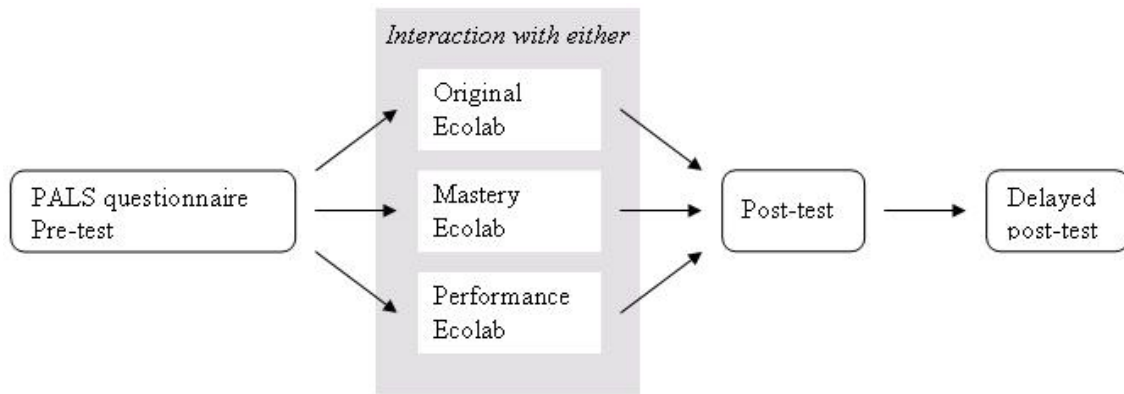 Interaction with either
Original
Ecolab
PALS questionnaire
Pre-test
Mastery
Ecolab
Performance
Ecolab
Post-test
Delayed
post-test